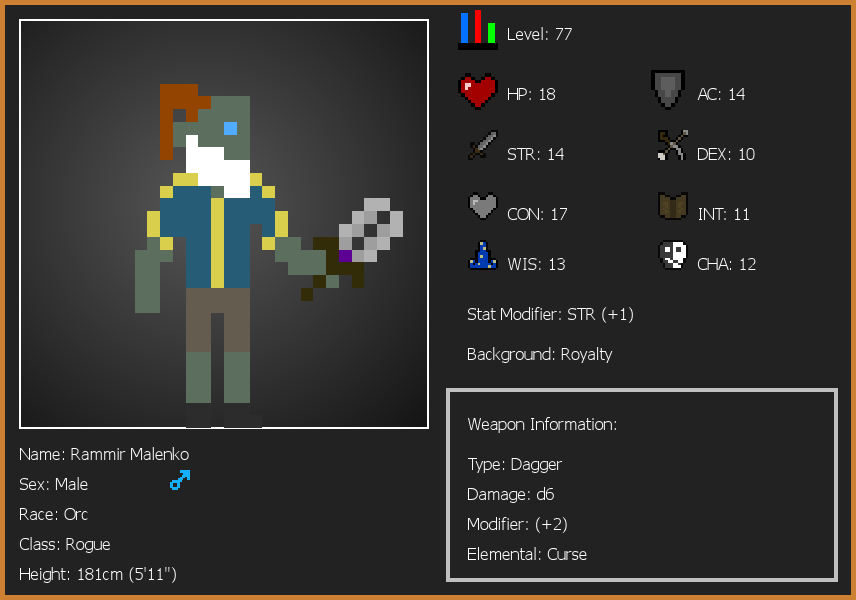 Level: 77
HP: 18
AC: 14
STR: 14
DEX: 10
CON: 17
INT: 11
WIS: 13
CHA: 12
Stat Modifier: STR (+1)
Background: Royalty
Weapon Information:
Type: Dagger
Damage: d6
Modifier: (+2)
Elemental: Curse
Name: Rammir Malenko
Sex: Male
Race: Orc
Class: Rogue
Height: 181cm (5'11")